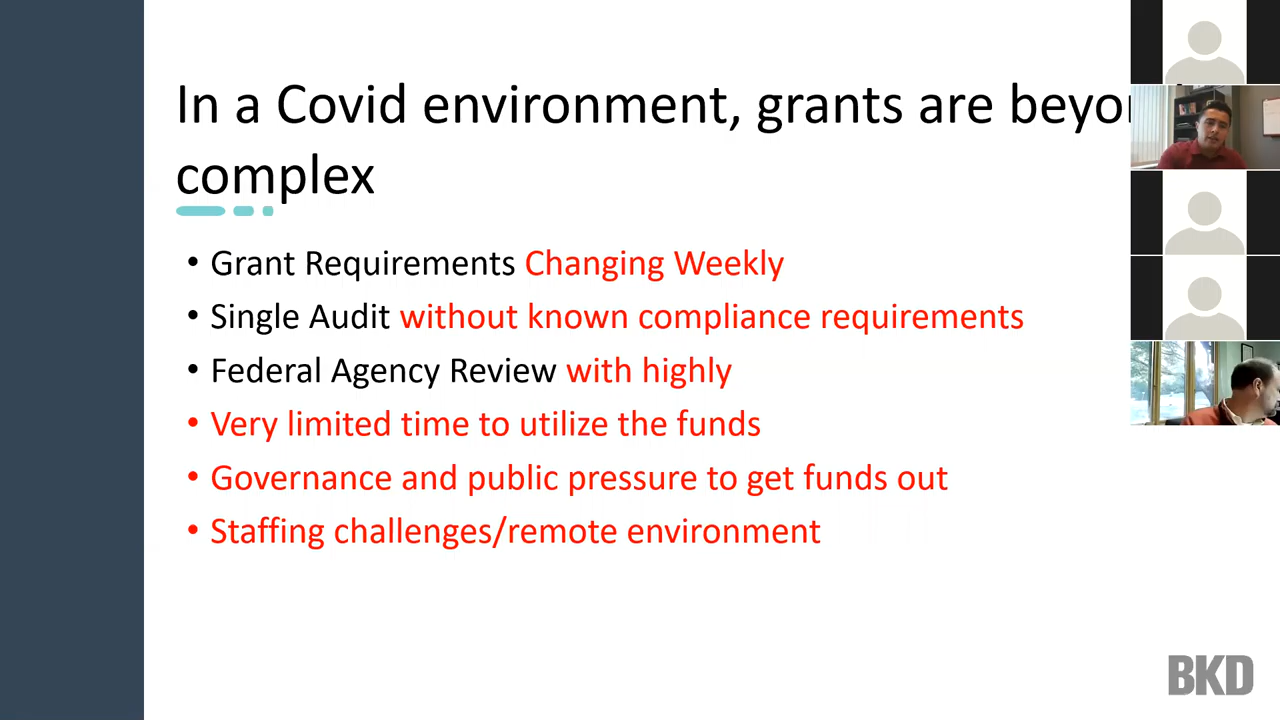 In a Covid environment, grants are
complex
• Grant Requirements Changing Weekly
• Single Audit without known compliance requirements
• Federal Agency Review with highly
• Very limited time to utilize the funds
• Governance and public pressure to get funds out
• Staffing challenges/remote environment
BKD